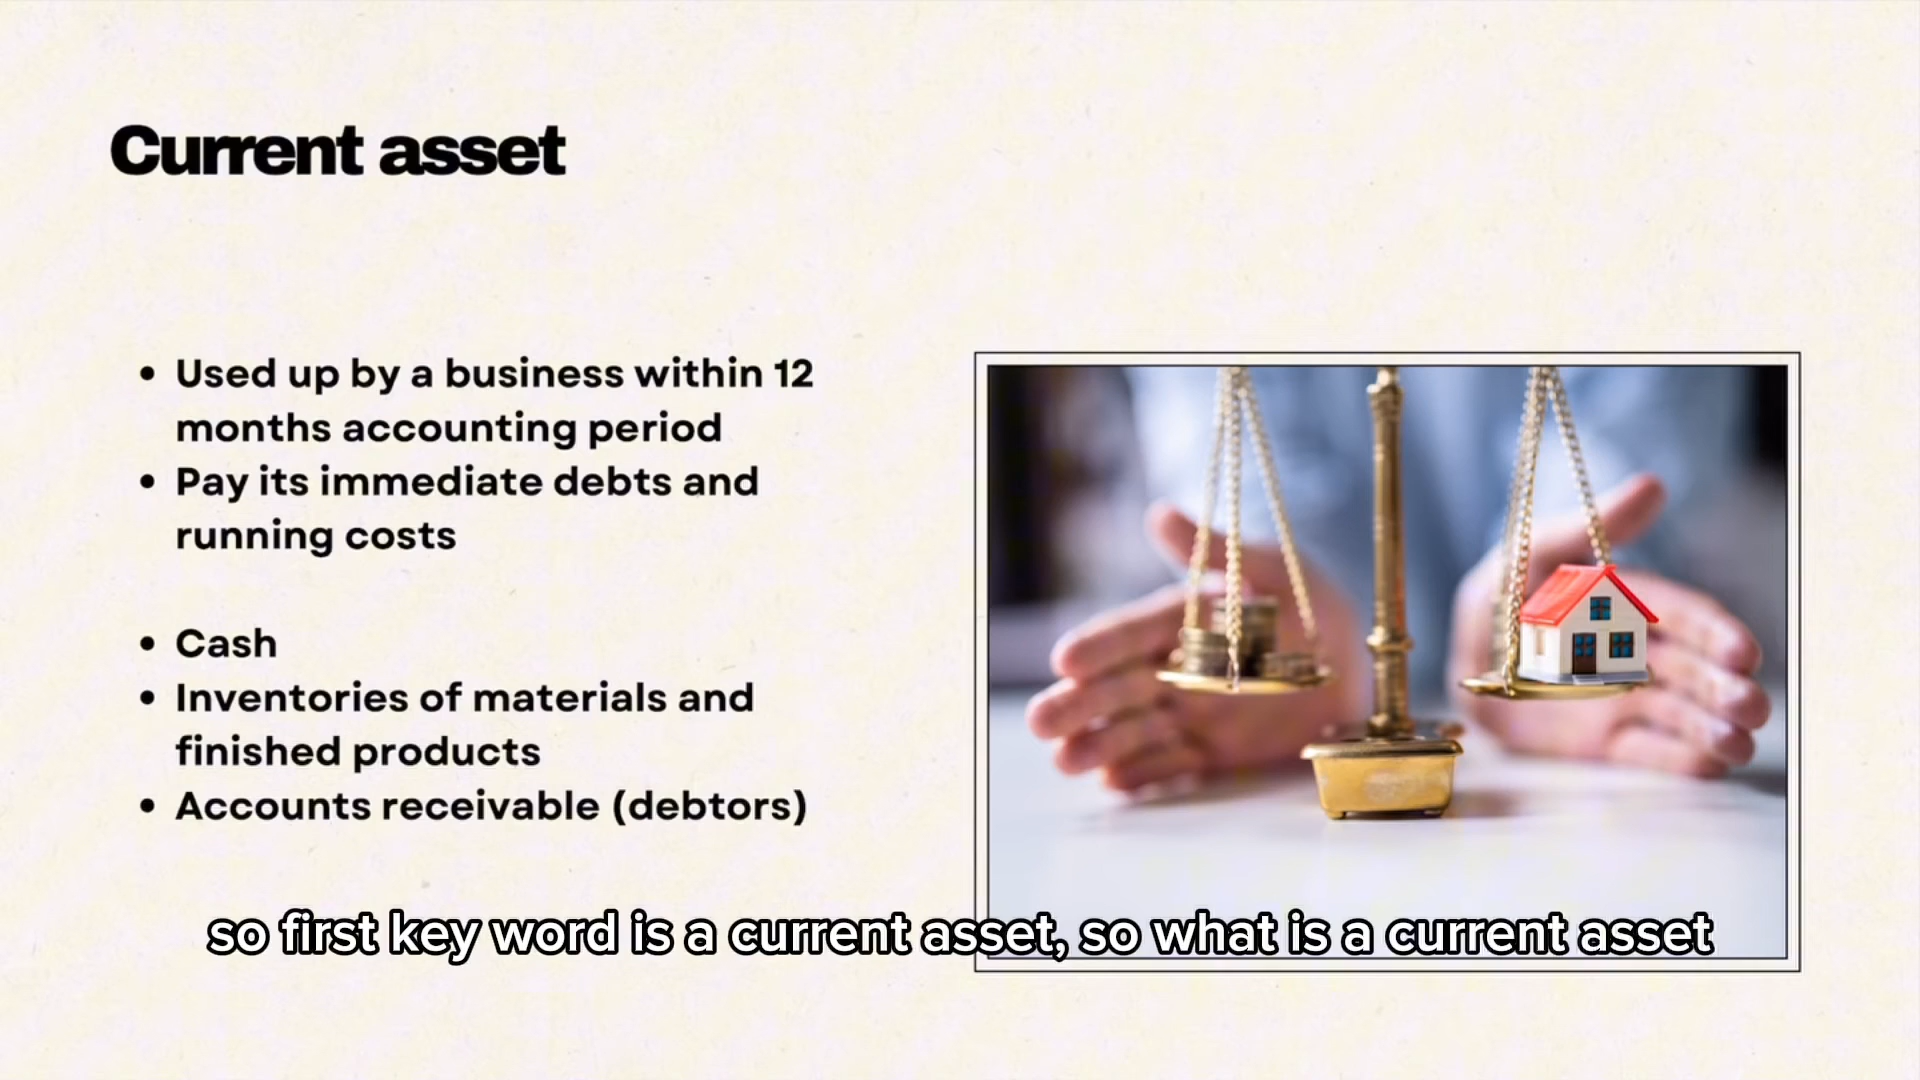 Current asset
• Used up by a business within 12
months accounting period
• Pay its immediate debts and
running costs
• Cash
• Inventories of materials and
finished products
• Accounts receivable (debtors)
so first key word is a current asset, so what is a current asset